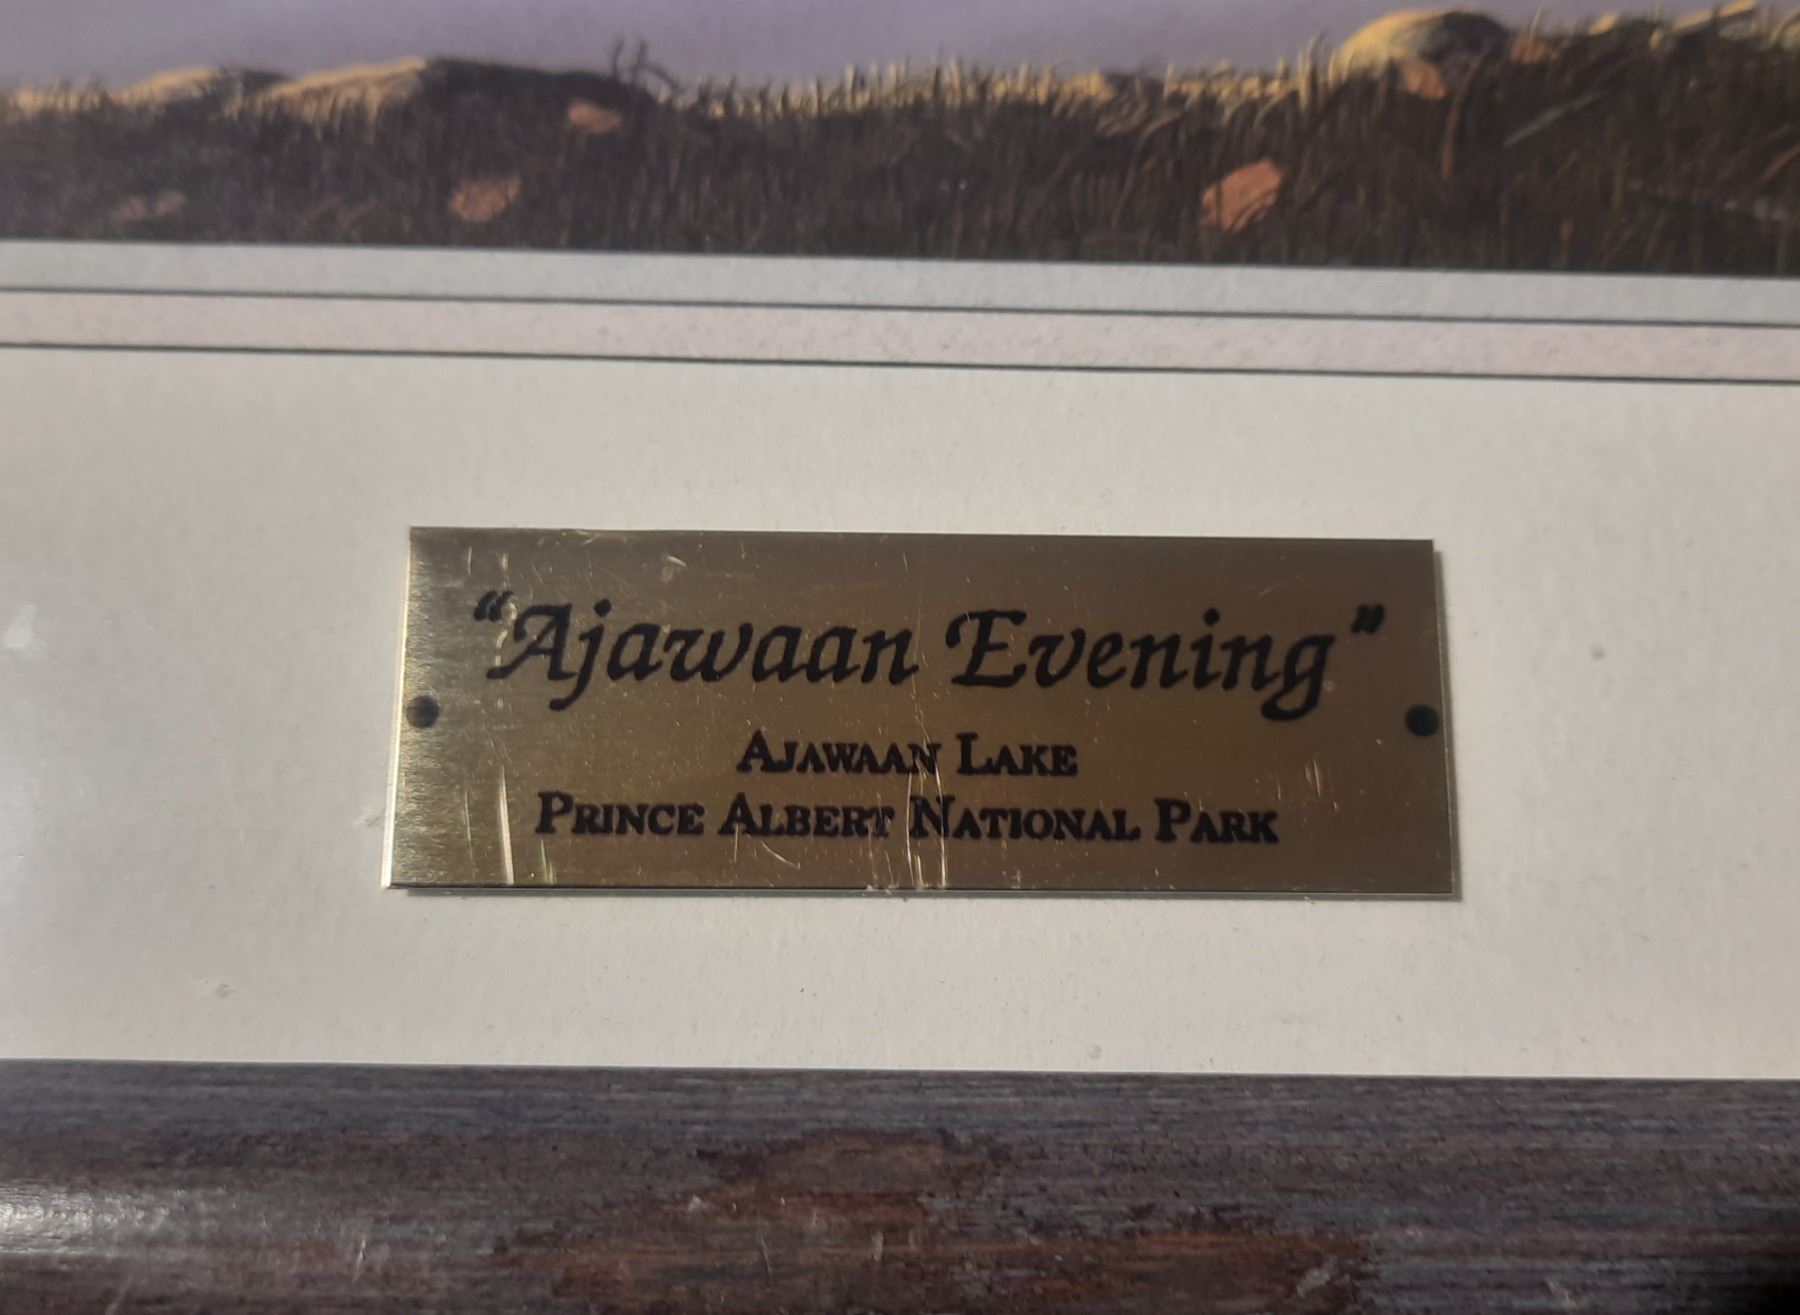 “Ajawaan Evening”
Ajawaan Lake
Prince Albert National Park